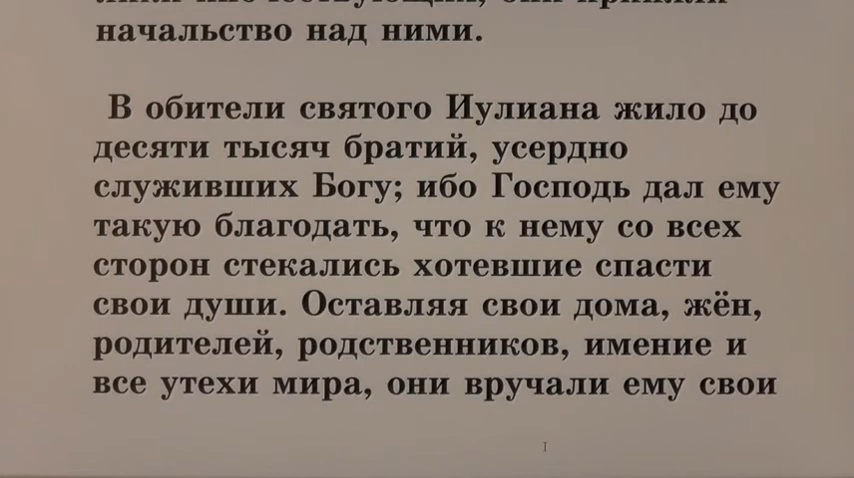 начальство над ними.
В обители святого Иулиана жило до
десяти тысяч братий, усердно
служивших Богу; ибо Господь дал ему
такую благодать, что к нему со всех
сторон стекались хотевшие спасти
свои души. Оставляя свои дома, жён,
родителей, родственников, имение и
все утехи мира, они вручали ему свои